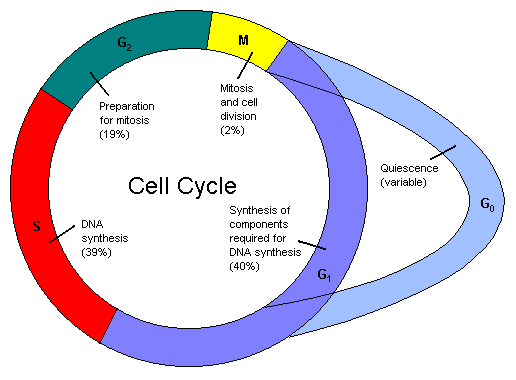 G₂
M
Preparation
for mitosis
(19%)
Mitosis
and cell
division
(2%)
Quiescence
(variable)
Cell Cycle
G₀
S
DNA
synthesis
(39%)
Synthesis of
components
required for
DNA synthesis
(40%)
G₁